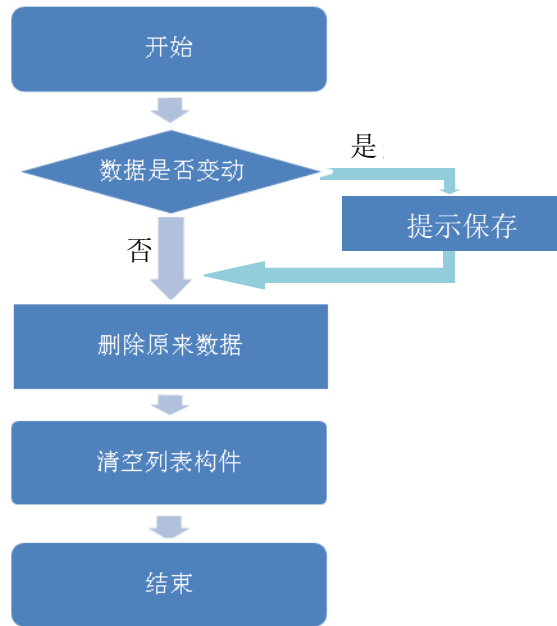 开始
数据是否变动
是
提示保存
否
删除原来数据
清空列表构件
结束